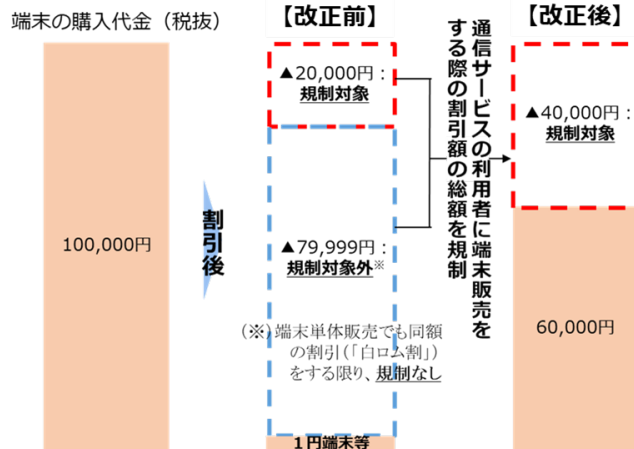 端末の購入代金（税抜）
100,000円
割引後
【改正前】
▲20,000円：
規制対象
▲79,999円：
規制対象外※
（※）端末単体販売でも同額
の割引（「白ロム割」）
をする限り、規制なし
１円端末等
通信サービスの利用者に端末販売を
する際の割引額の総額を規制
【改正後】
▲40,000円：
規制対象
60,000円